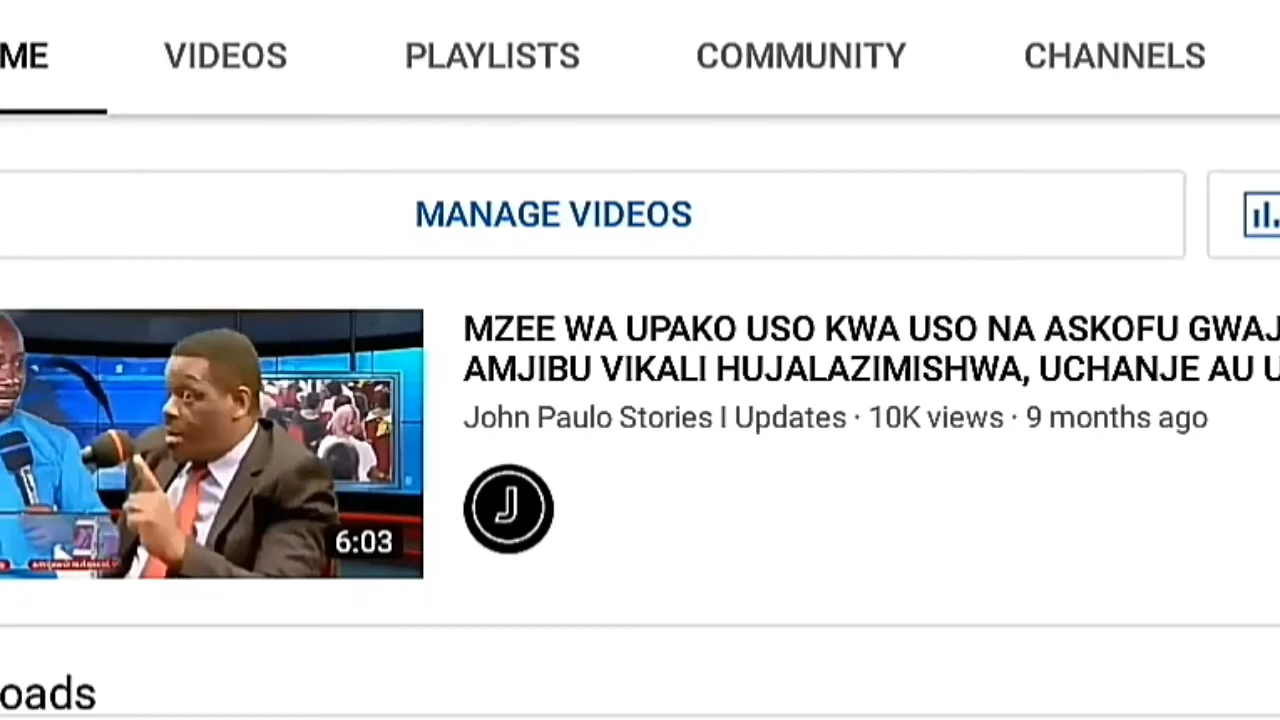 ME VIDEOS PLAYLISTS COMMUNITY CHANNELS
MANAGE VIDEOS
MZEE WA UPAKO USO KWA USO NA ASKOFU GWAJ
AMJIBU VIKALI HUJALAZIMISHWA, UCHANJE AU U
John Paulo Stories I Updates · 10K views · 9 months ago
J
6:03
oads